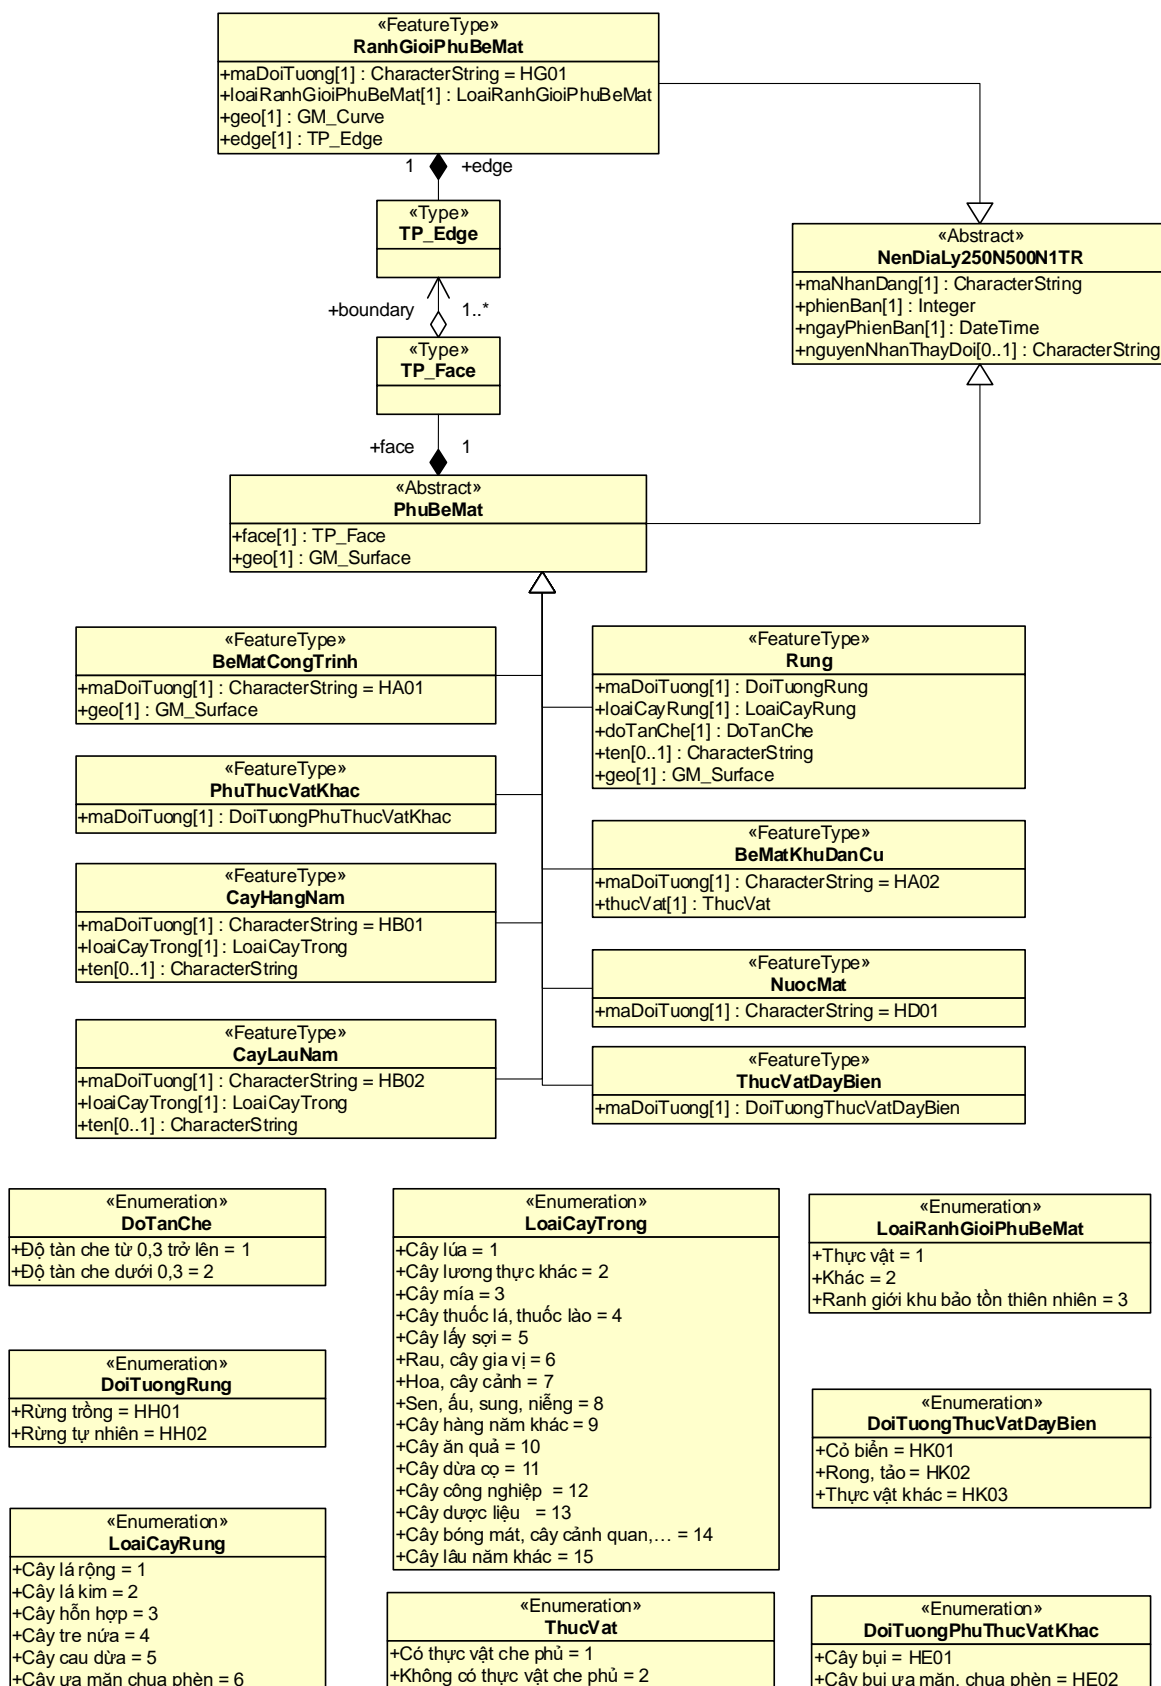 «FeatureType»
RanhGioiPhuBeMat
+maDoiTuong[1] : CharacterString = HG01
+loaiRanhGioiPhuBeMat[1] : LoaiRanhGioiPhuBeMat
+geo[1] : GM_Curve
+edge[1] : TP_Edge
1 +edge
«Type»
TP_Edge
+boundary 1..*
«Type»
TP_Face
+face 1
«Abstract»
NenDiaLy250N500N1TR
+maNhanDang[1] : CharacterString
+phienBan[1] : Integer
+ngayPhienBan[1] : DateTime
+nguyenNhanThayDoi[0..1] : CharacterString
«Abstract»
PhuBeMat
+face[1] : TP_Face
+geo[1] : GM_Surface
«FeatureType»
BeMatCongTrinh
+maDoiTuong[1] : CharacterString = HA01
+geo[1] : GM_Surface
«FeatureType»
Rung
+maDoiTuong[1] : DoiTuongRung
+loaiCayRung[1] : LoaiCayRung
+doTanChe[1] : DoTanChe
+ten[0..1] : CharacterString
+geo[1] : GM_Surface
«FeatureType»
PhuThucVatKhac
+maDoiTuong[1] : DoiTuongPhuThucVatKhac
«FeatureType»
BeMatKhuDanCu
+maDoiTuong[1] : CharacterString = HA02
+thucVat[1] : ThucVat
«FeatureType»
CayHangNam
+maDoiTuong[1] : CharacterString = HB01
+loaiCayTrong[1] : LoaiCayTrong
+ten[0..1] : CharacterString
«FeatureType»
NuocMat
+maDoiTuong[1] : CharacterString = HD01
«FeatureType»
CayLauNam
+maDoiTuong[1] : CharacterString = HB02
+loaiCayTrong[1] : LoaiCayTrong
+ten[0..1] : CharacterString
«FeatureType»
ThucVatDayBien
+maDoiTuong[1] : DoiTuongThucVatDayBien
«Enumeration»
DoTanChe
+Độ tàn che từ 0,3 trở lên = 1
+Độ tàn che dưới 0,3 = 2
«Enumeration»
DoiTuongRung
+Rừng trồng = HH01
+Rừng tự nhiên = HH02
«Enumeration»
LoaiCayRung
+Cây lá rộng = 1
+Cây lá kim = 2
+Cây hỗn hợp = 3
+Cây tre nứa = 4
+Cây cau dừa = 5
+Cây ưa mặn chua phèn = 6
«Enumeration»
LoaiCayTrong
+Cây lúa = 1
+Cây lương thực khác = 2
+Cây mía = 3
+Cây thuốc lá, thuốc lào = 4
+Cây lấy sợi = 5
+Rau, cây gia vị = 6
+Hoa, cây cảnh = 7
+Sen, ấu, sung, niễng = 8
+Cây hàng năm khác = 9
+Cây ăn quả = 10
+Cây dừa cọ = 11
+Cây công nghiệp = 12
+Cây dược liệu = 13
+Cây bóng mát, cây cảnh quan,... = 14
+Cây lâu năm khác = 15
«Enumeration»
ThucVat
+Có thực vật che phủ = 1
+Không có thực vật che phủ = 2
«Enumeration»
LoaiRanhGioiPhuBeMat
+Thực vật = 1
+Khác = 2
+Ranh giới khu bảo tồn thiên nhiên = 3
«Enumeration»
DoiTuongThucVatDayBien
+Cỏ biển = HK01
+Rong, tảo = HK02
+Thực vật khác = HK03
«Enumeration»
DoiTuongPhuThucVatKhac
+Cây bụi = HE01
+Cây bụi ưa mặn, chua phèn = HE02